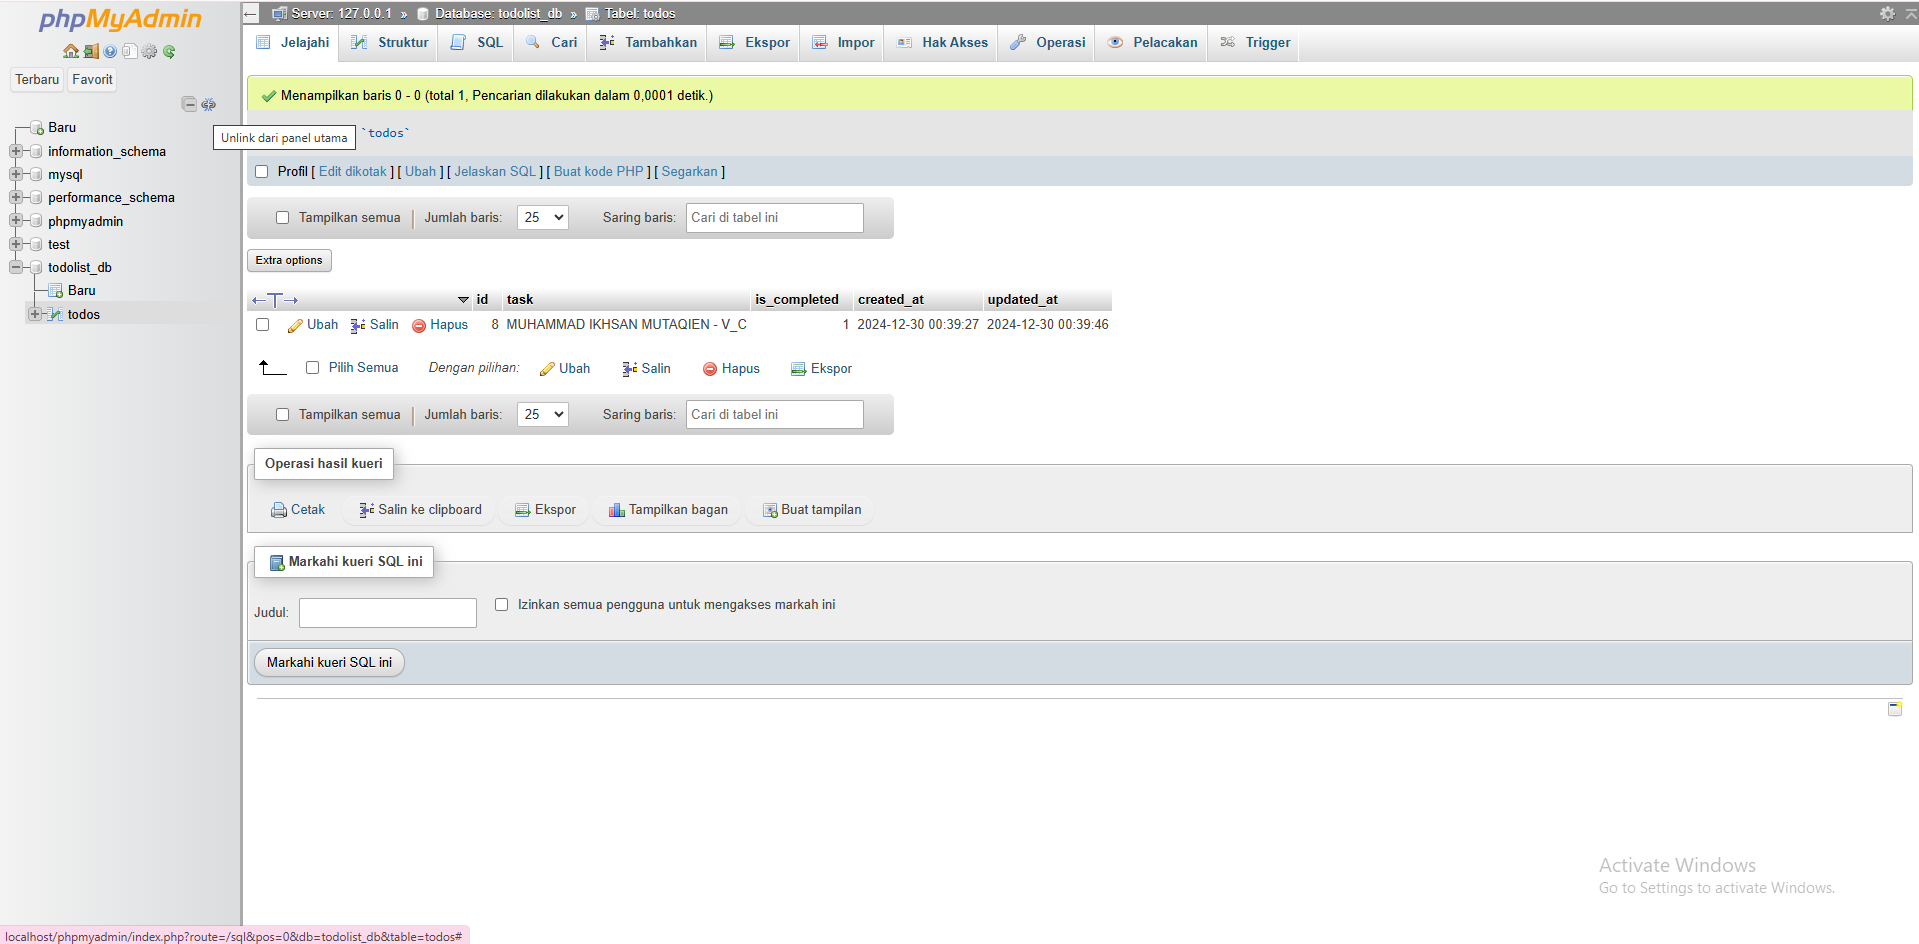 phpMyAdmin
Terbaru Favorit
Baru
information_schema
mysql
performance_schema
phpmyadmin
test
todolist_db
Baru
todos
Server: 127.0.0.1 » Database: todolist_db » Tabel: todos
Jelajahi Struktur SQL Cari Tambahkan Ekspor Impor Hak Akses Operasi Pelacakan Trigger
Menampilkan baris 0 - 0 (total 1, Pencarian dilakukan dalam 0,0001 detik.)
Unlink dari panel utama `todos`
Profil [ Edit dikotak ] [ Ubah ] [ Jelaskan SQL ] [ Buat kode PHP ] [ Segarkan ]
Tampilkan semua Jumlah baris: 25 Saring baris: Cari di tabel ini
Extra options
←T→ id task is_completed created_at updated_at
Ubah Salin Hapus 8 MUHAMMAD IKHSAN MUTAQIEN - V_C 1 2024-12-30 00:39:27 2024-12-30 00:39:46
Pilih Semua Dengan pilihan: Ubah Salin Hapus Ekspor
Tampilkan semua Jumlah baris: 25 Saring baris: Cari di tabel ini
Operasi hasil kueri
Cetak Salin ke clipboard Ekspor Tampilkan bagan Buat tampilan
Markahi kueri SQL ini
Judul: Izinkan semua pengguna untuk mengakses markah ini
Markahi kueri SQL ini
Activate Windows
Go to Settings to activate Windows.
localhost/phpmyadmin/index.php?route=/sql&pos=0&db=todolist_db&table=todos#